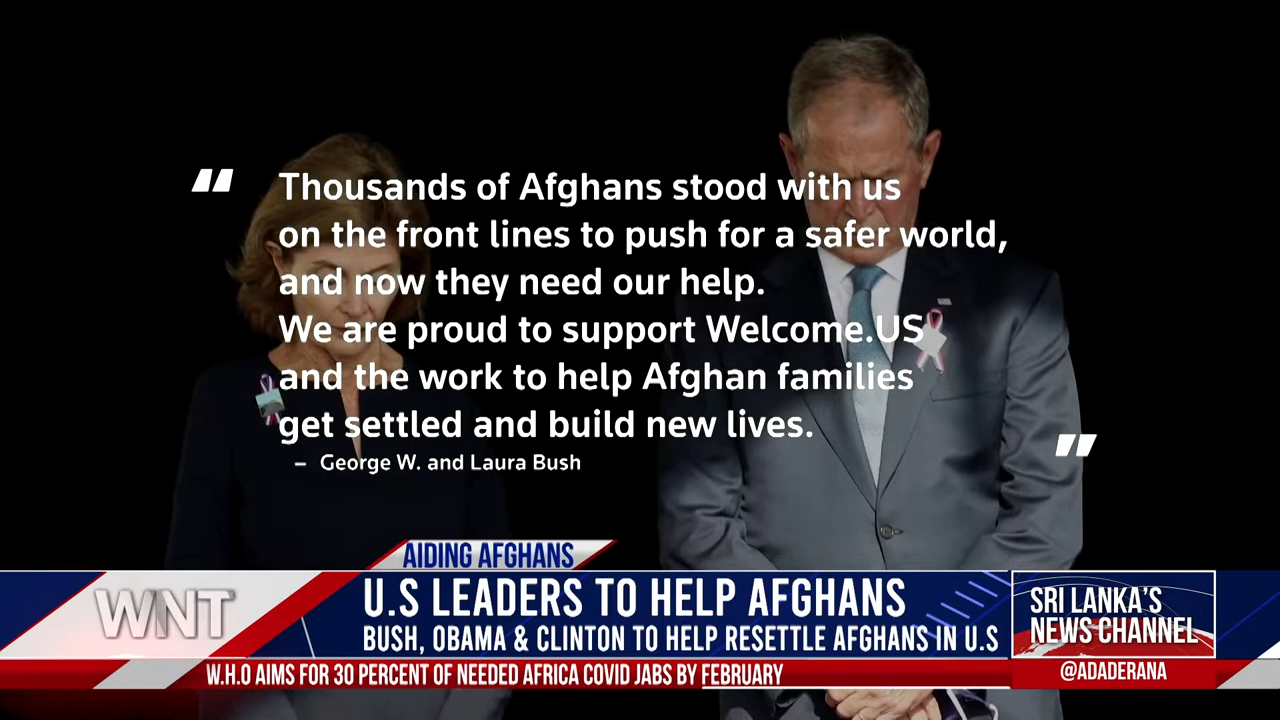 “
Thousands of Afghans stood with us
on the front lines to push for a safer world,
and now they need our help.
We are proud to support Welcome.US
and the work to help Afghan families
get settled and build new lives.
”
– George W. and Laura Bush
AIDING AFGHANS
WNT
U.S LEADERS TO HELP AFGHANS
BUSH, OBAMA & CLINTON TO HELP RESETTLE AFGHANS IN U.S
SRI LANKA'S
NEWS CHANNEL
W.H.O AIMS FOR 30 PERCENT OF NEEDED AFRICA COVID JABS BY FEBRUARY
@ADADERANA